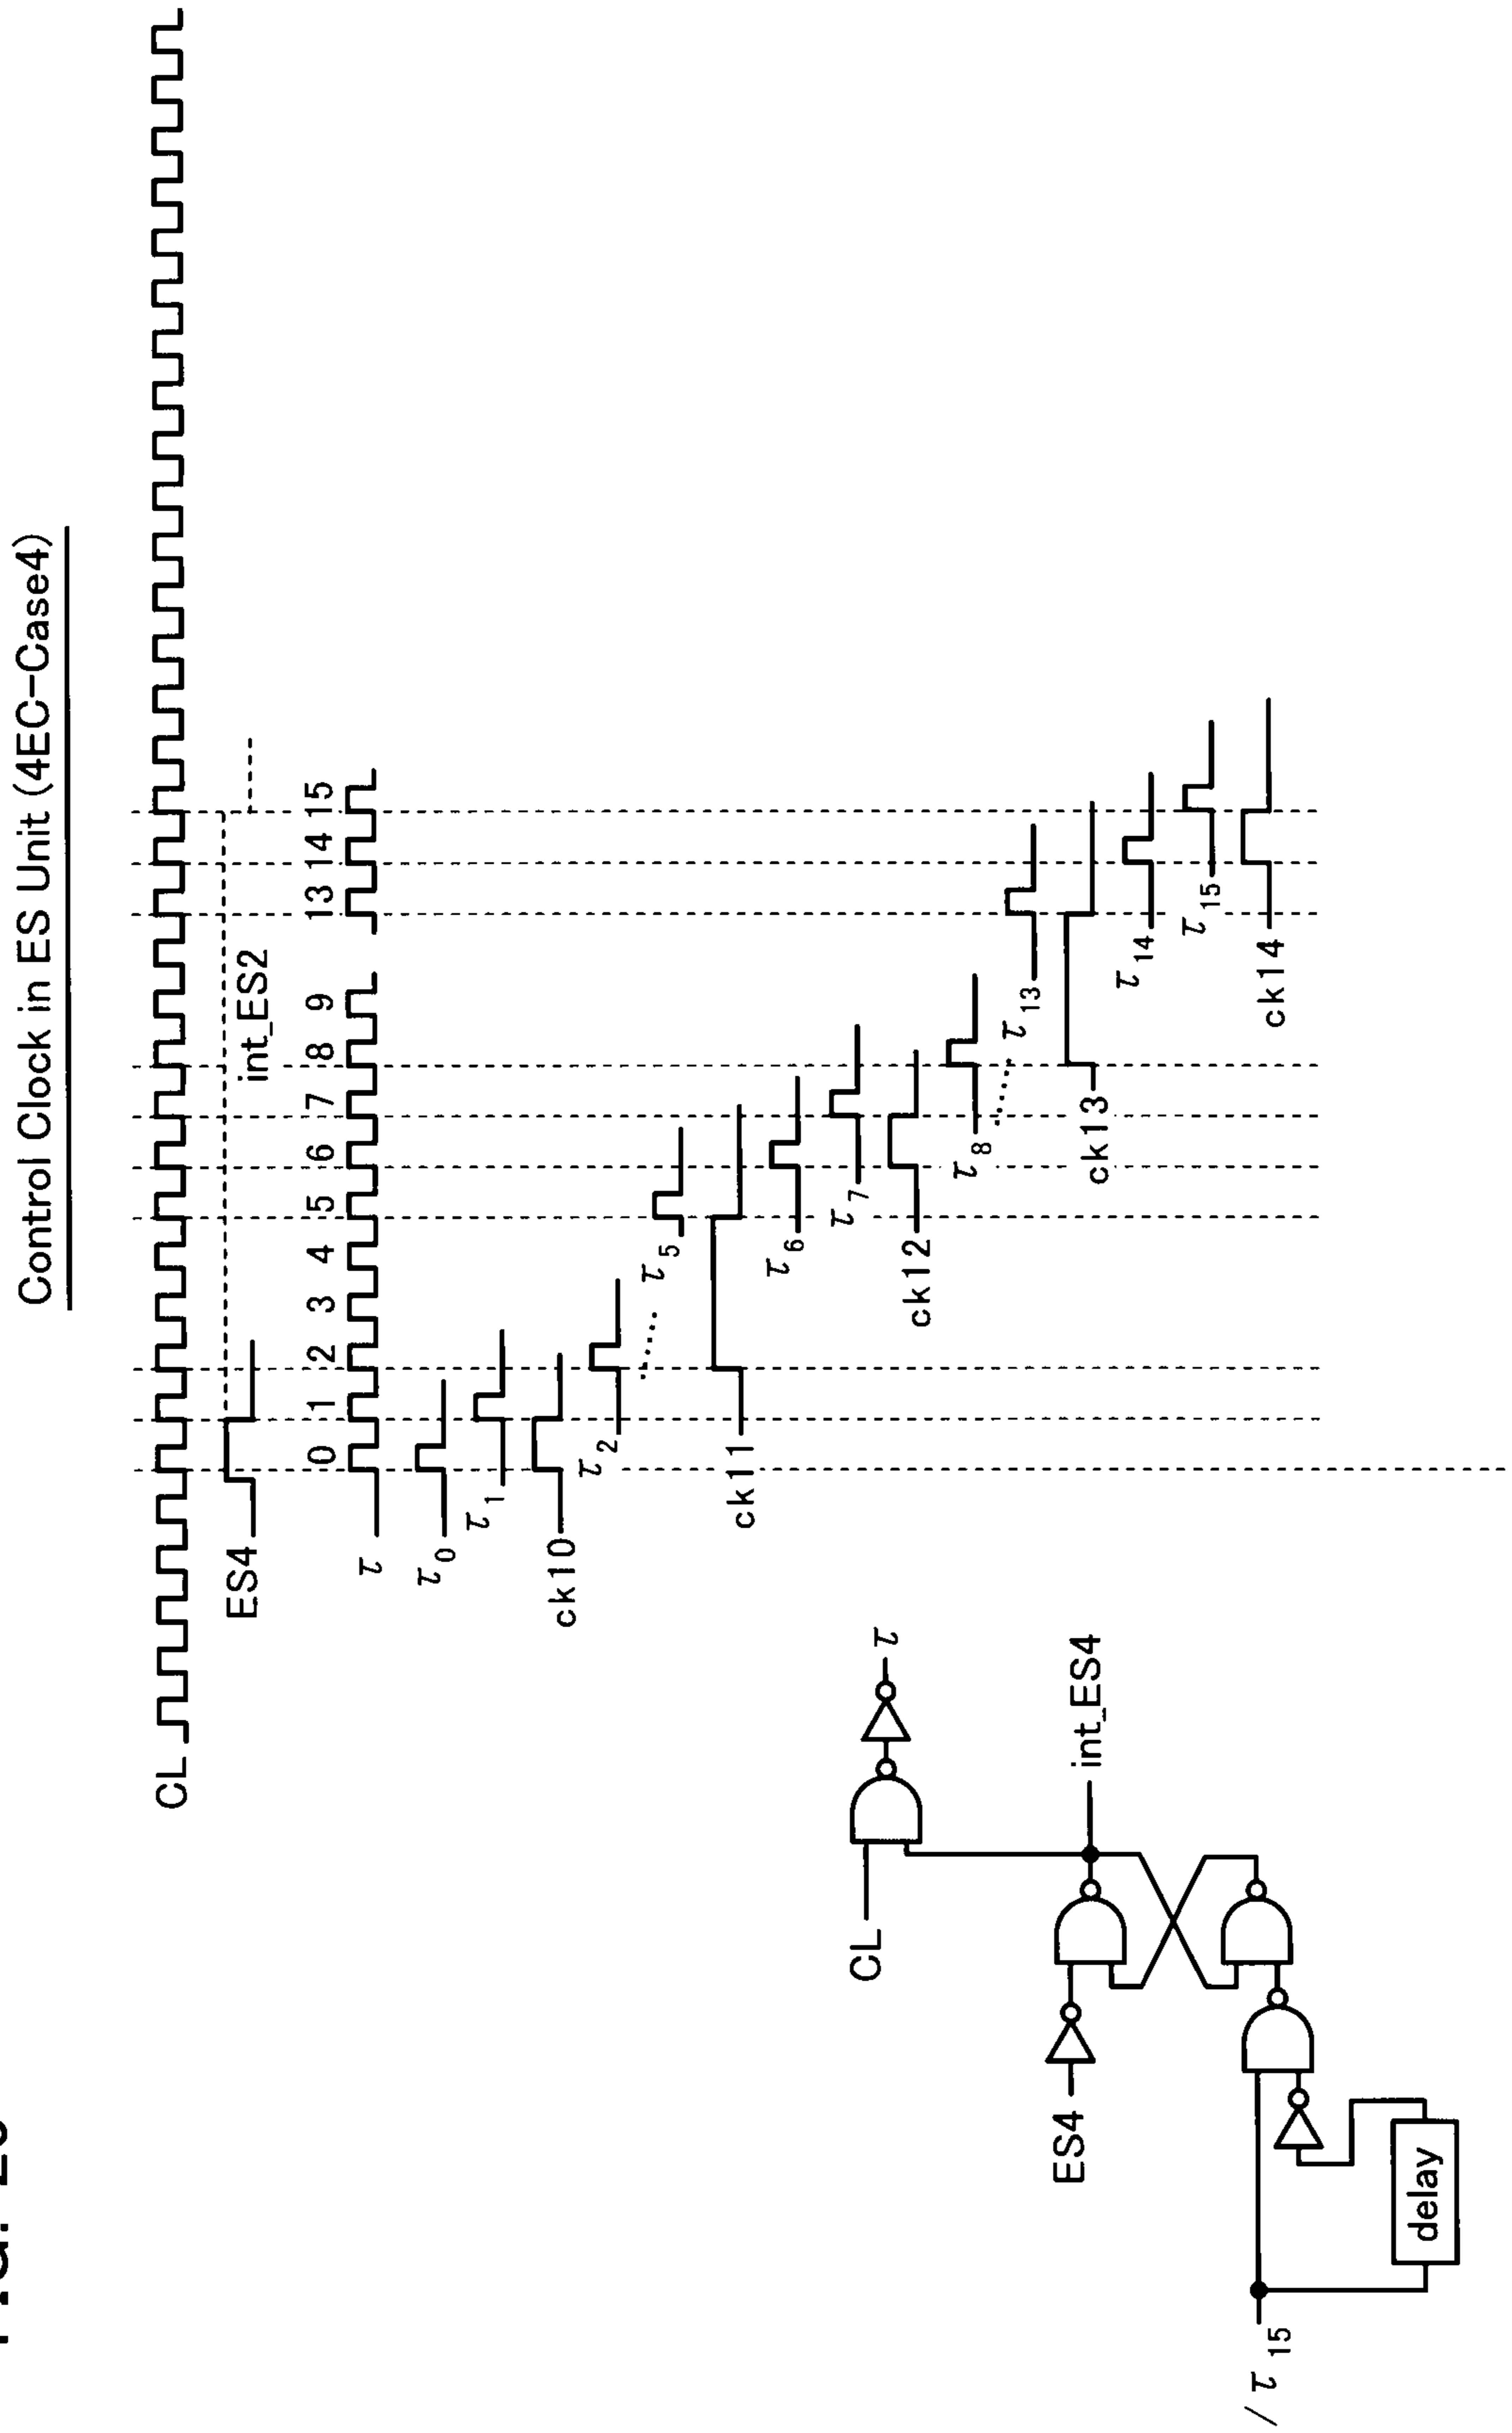 Control Clock in ES Unit (4EC-Case4)
CL
ES4
int_ES2
τ
0 1 2 3 4 5 6 7 8 9 13 14 15
τ0
τ1
ck10
τ2
.....
τ5
ck11
τ6
τ7
ck12
τ8
.....
τ13
ck13
τ14
τ15
ck14
CL
τ
ES4
int_ES4
/τ15
delay